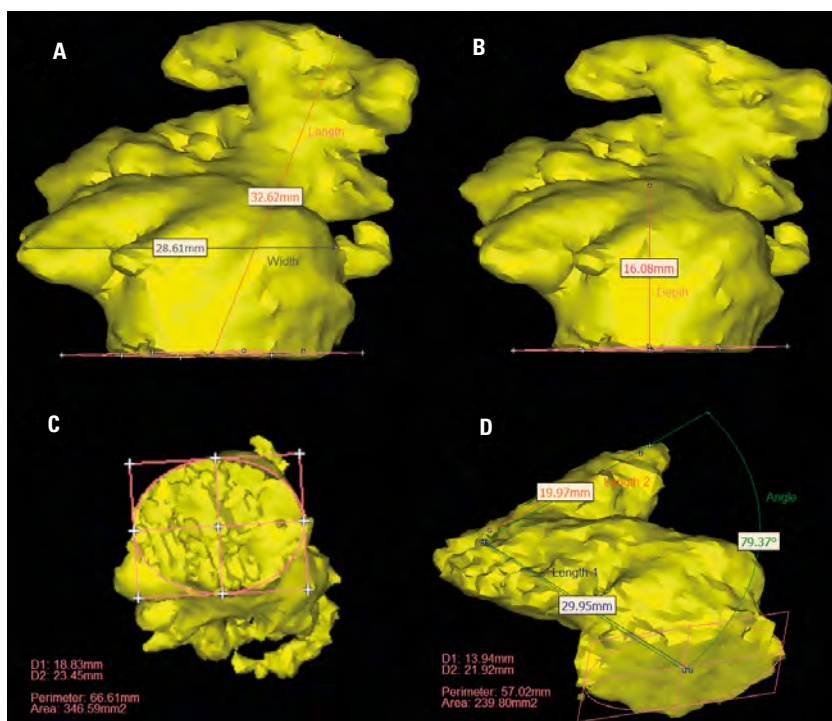 A
Length
32.62mm
28.61mm
Width
B
16.08mm
Depth
C
D1: 18.83mm
D2: 23.45mm
Perimeter: 66.61mm
Area: 346.59mm2
D
Length 2
19.97mm
Angle
79.37°
Length 1
29.95mm
D1: 13.94mm
D2: 21.92mm
Perimeter: 57.02mm
Area: 239.80mm2